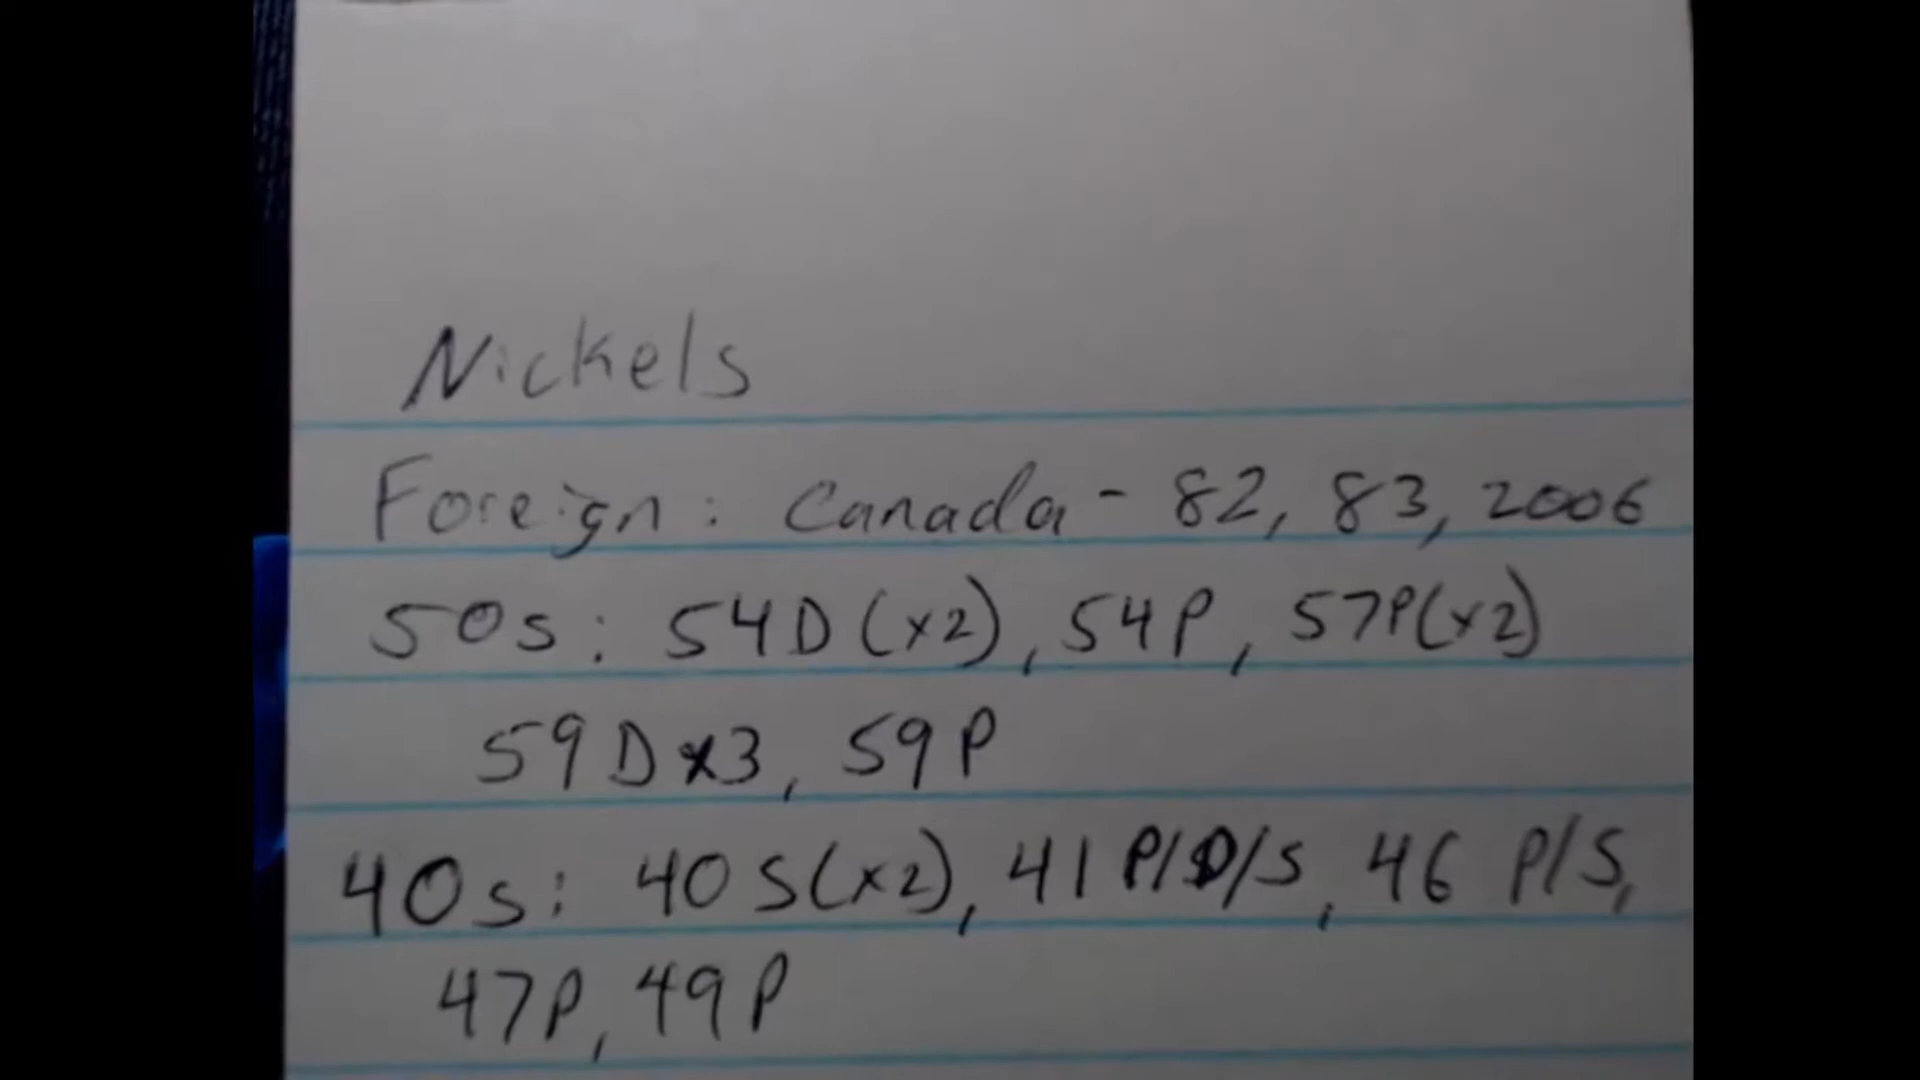 Nickels
Foreign: Canada - 82, 83, 2006
50s: 54D (x2), 54P, 57P(x2)
59D x3, 59P
40s: 40S(x2), 41 P/D/S, 46 P/S,
47P, 49P